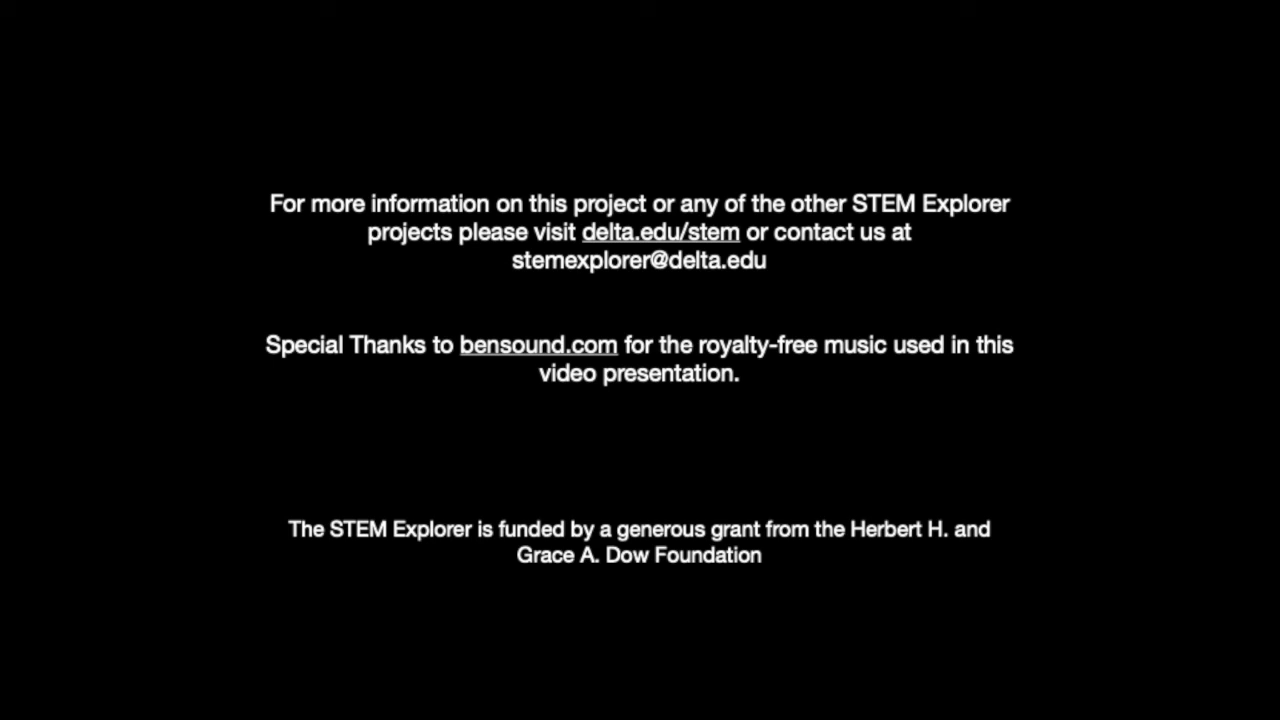 For more information on this project or any of the other STEM Explorer
projects please visit delta.edu/stem or contact us at
stemexplorer@delta.edu
Special Thanks to bensound.com for the royalty-free music used in this
video presentation.
The STEM Explorer is funded by a generous grant from the Herbert H. and
Grace A. Dow Foundation